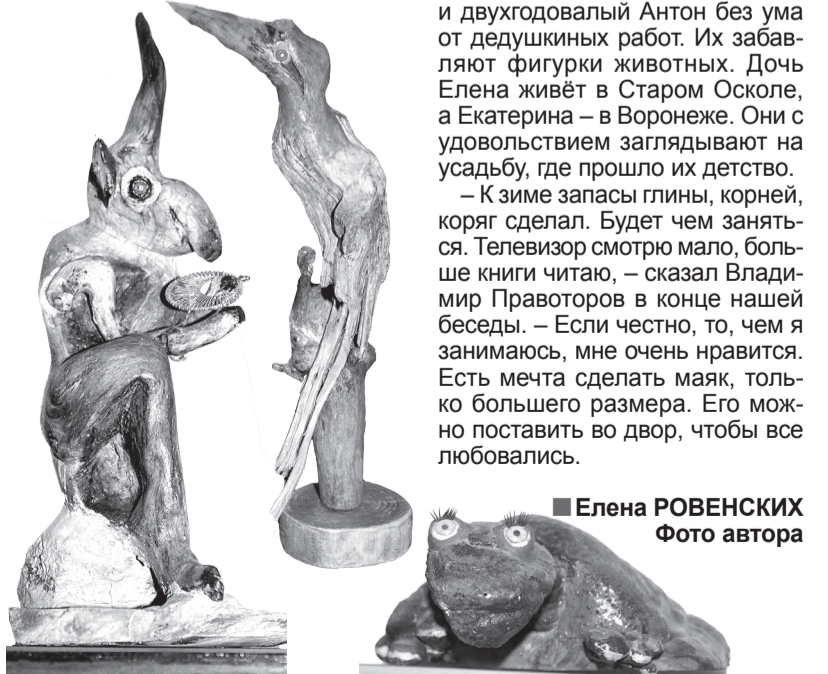 и двухгодовалый Антон без ума
от дедушкиных работ. Их забав-
ляют фигурки животных. Дочь
Елена живёт в Старом Осколе,
а Екатерина – в Воронеже. Они с
удовольствием заглядывают на
усадьбу, где прошло их детство.
– К зиме запасы глины, корней,
коряг сделал. Будет чем занять-
ся. Телевизор смотрю мало, боль-
ше книги читаю, – сказал Влади-
мир Правоторов в конце нашей
беседы. – Если честно, то, чем я
занимаюсь, мне очень нравится.
Есть мечта сделать маяк, толь-
ко большего размера. Его мож-
но поставить во двор, чтобы все
любовались.
Елена РОВЕНСКИХ
Фото автора